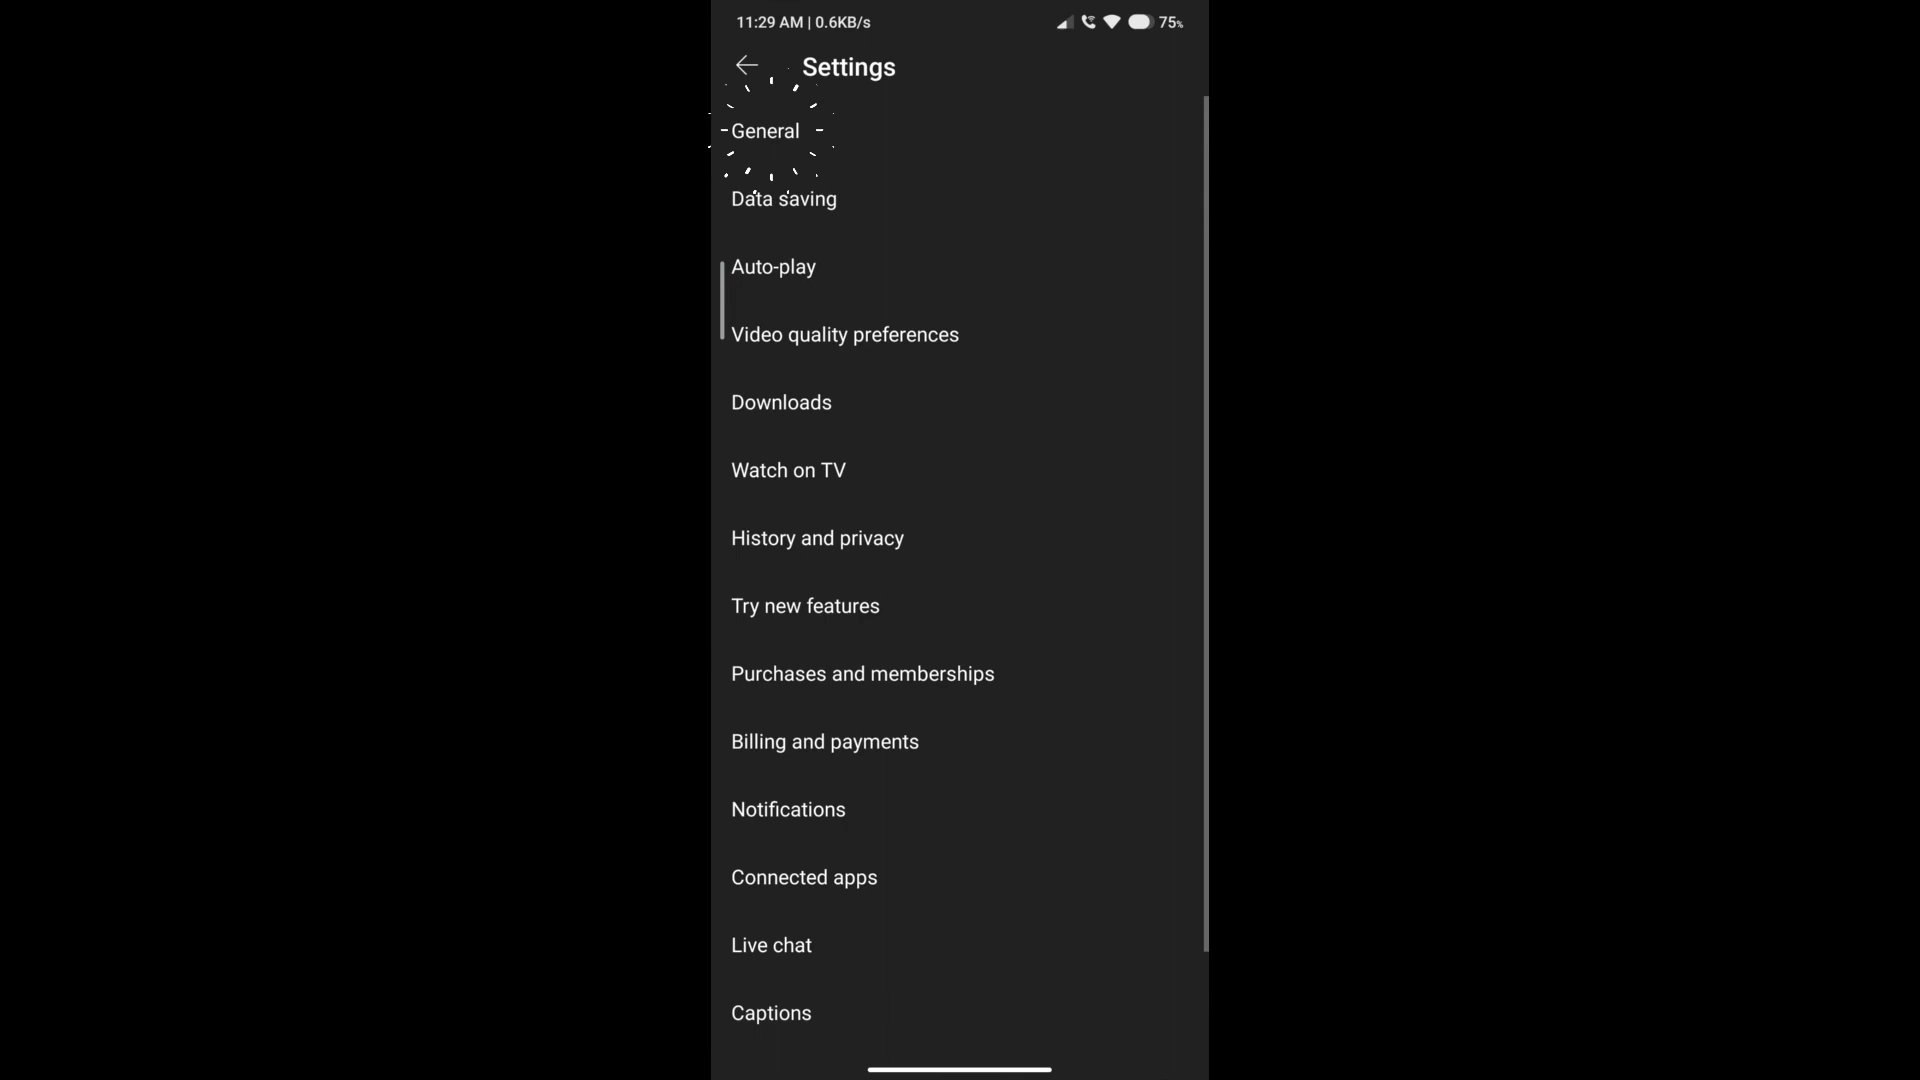 11:29 AM | 0.6KB/s 75%
Settings
General
Data saving
Auto-play
Video quality preferences
Downloads
Watch on TV
History and privacy
Try new features
Purchases and memberships
Billing and payments
Notifications
Connected apps
Live chat
Captions